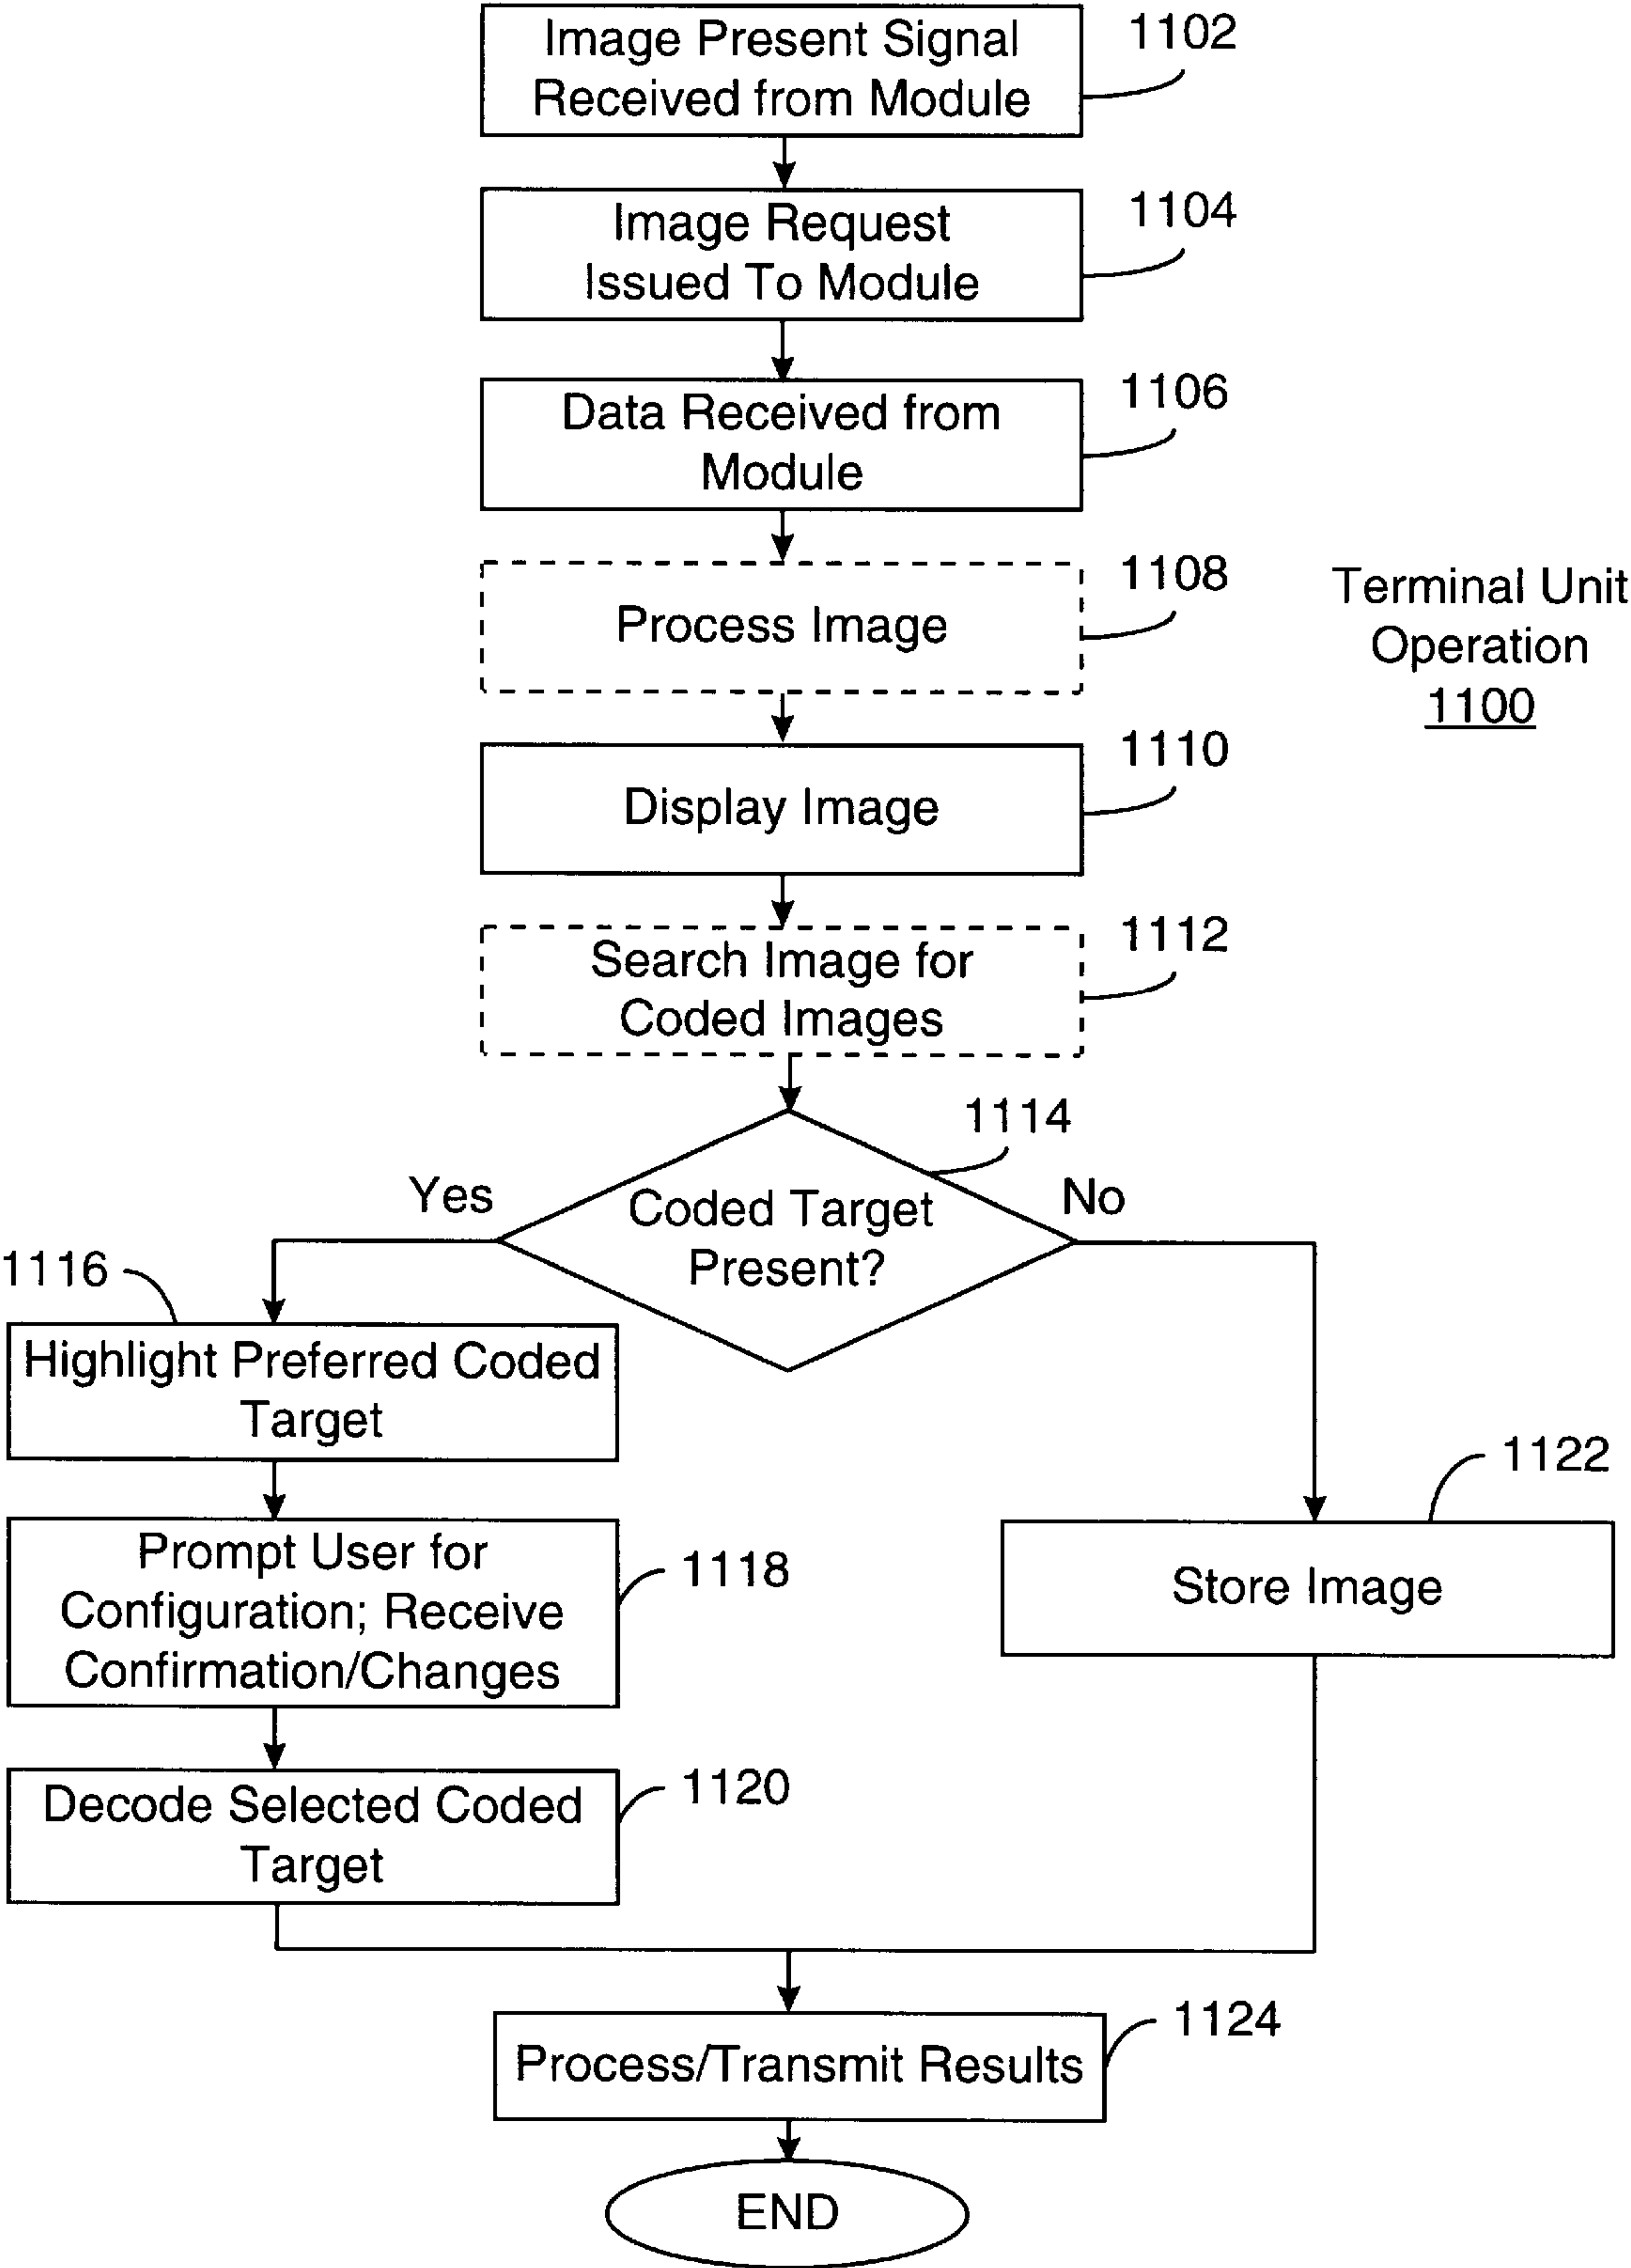 Image Present Signal
Received from Module
1102
Image Request
Issued To Module
1104
Data Received from
Module
1106
Process Image
1108
Terminal Unit
Operation
1100
Display Image
1110
Search Image for
Coded Images
1112
Coded Target
Present?
1114
Yes
No
1116
Highlight Preferred Coded
Target
Prompt User for
Configuration; Receive
Confirmation/Changes
1118
1122
Store Image
Decode Selected Coded
Target
1120
Process/Transmit Results
1124
END